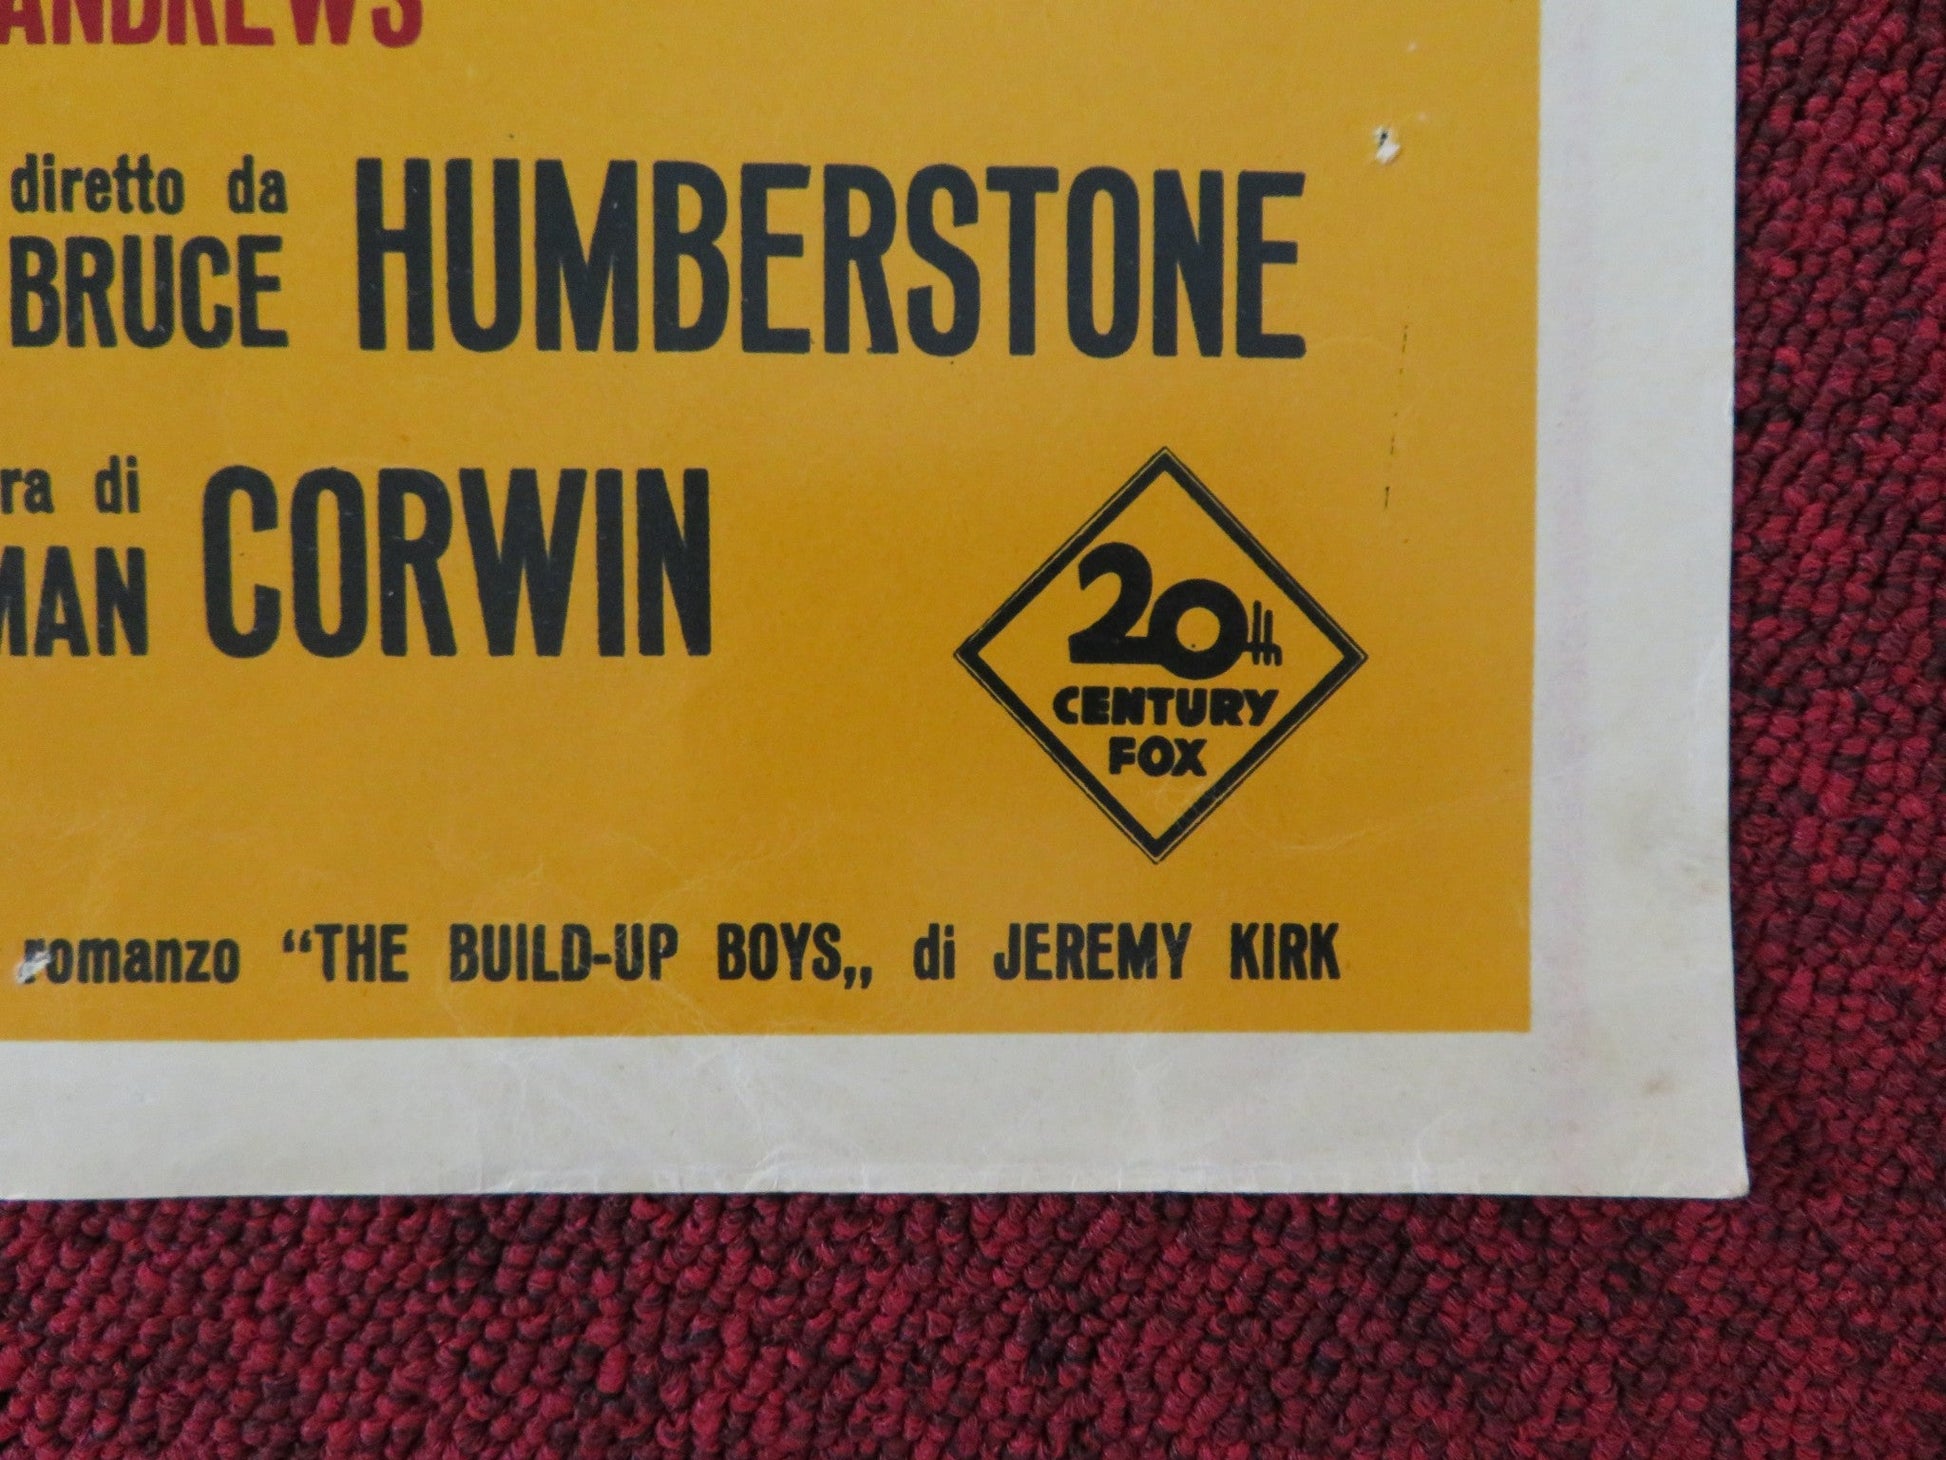 ANDREWS
diretto da
BRUCE HUMBERSTONE
ra di
MAN CORWIN
20th
CENTURY
FOX
romanzo “THE BUILD-UP BOYS„ di JEREMY KIRK